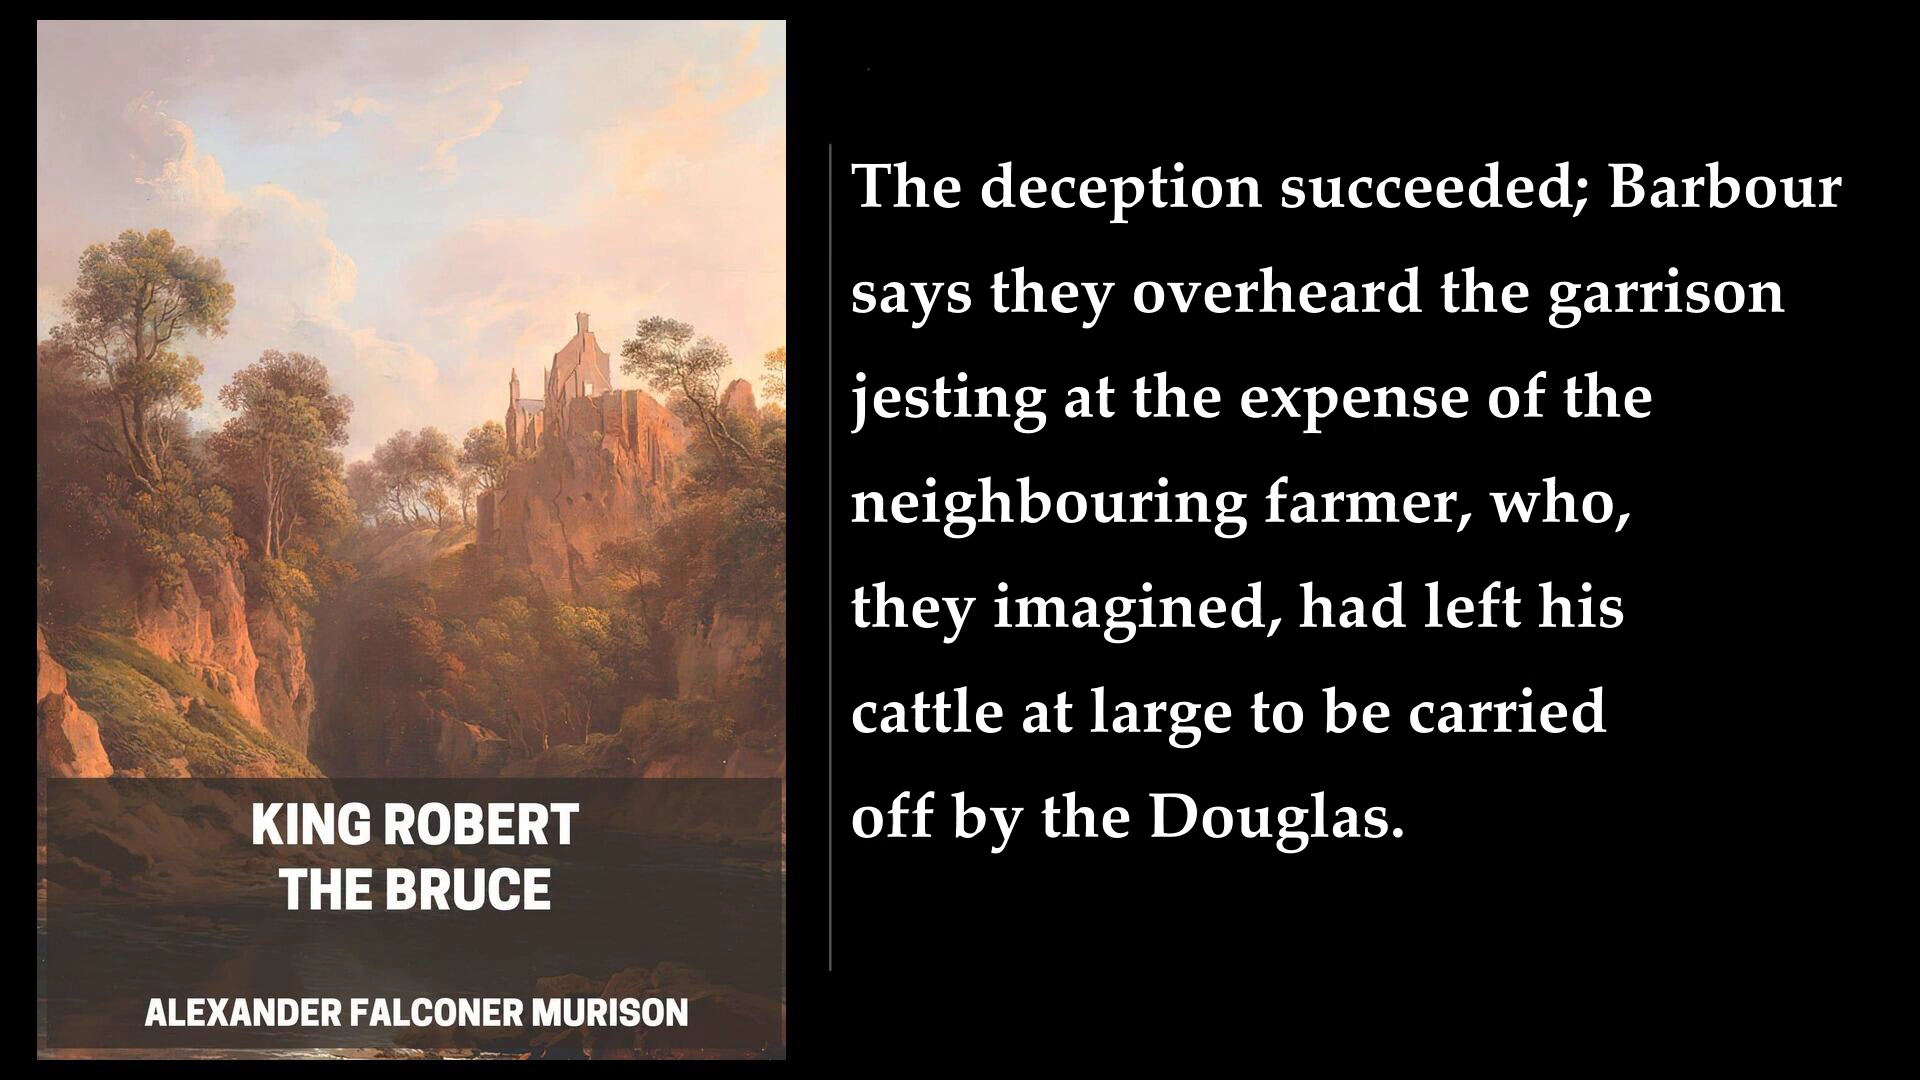 KING ROBERT
THE BRUCE
ALEXANDER FALCONER MURISON
The deception succeeded; Barbour
says they overheard the garrison
jesting at the expense of the
neighbouring farmer, who,
they imagined, had left his
cattle at large to be carried
off by the Douglas.